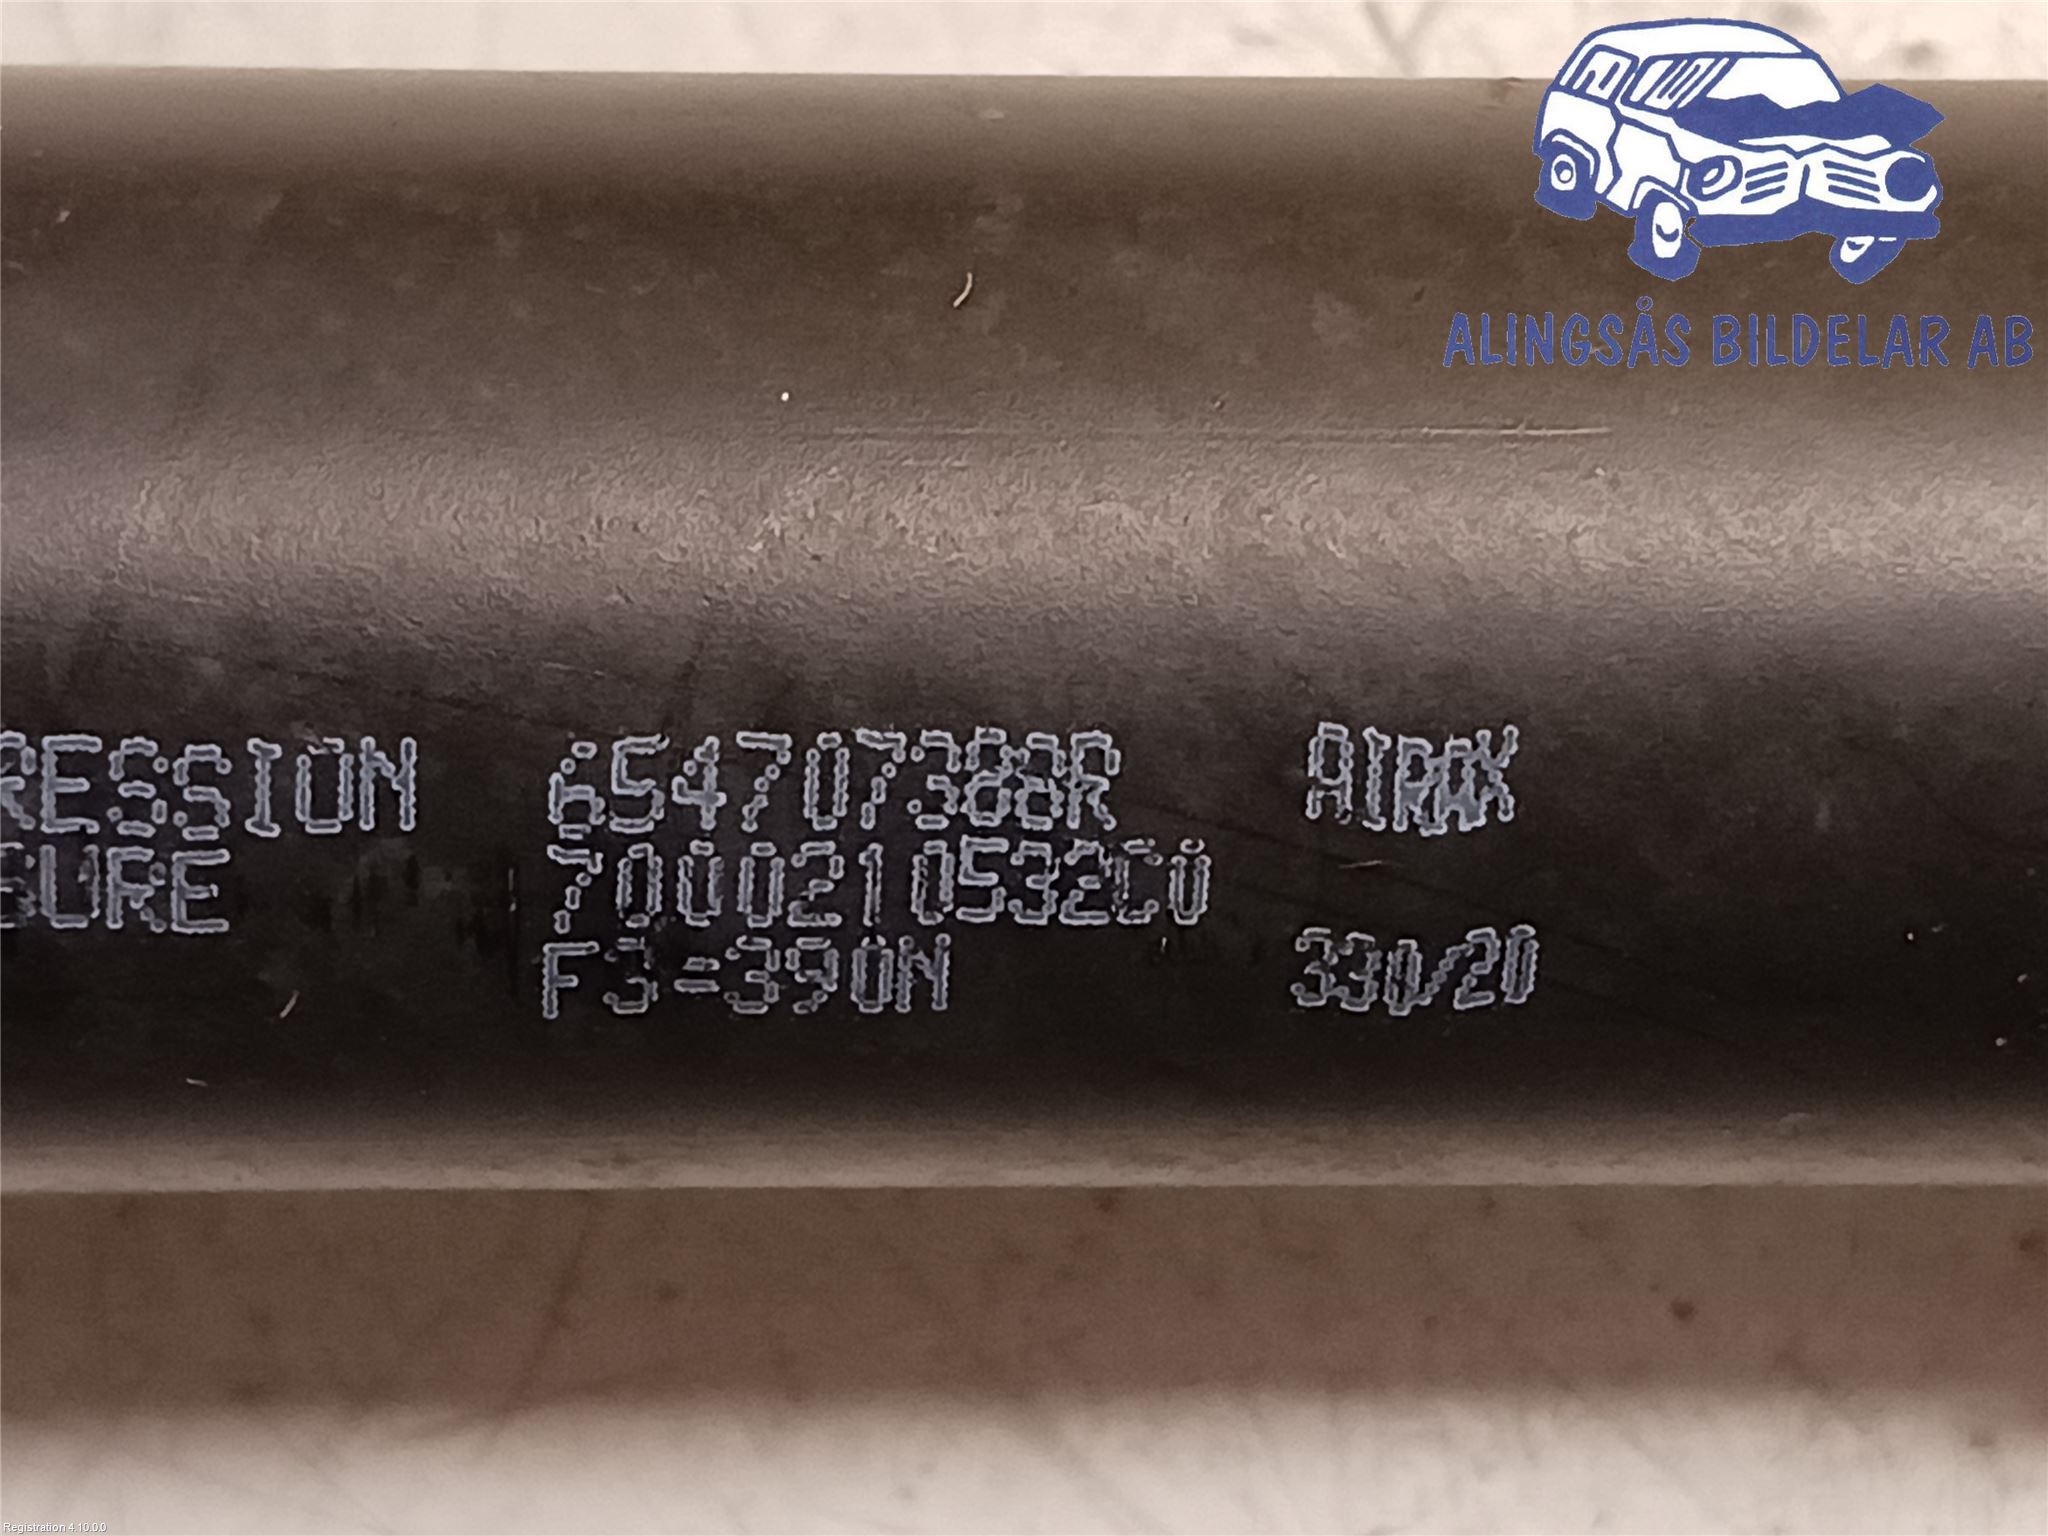 ALINGSÅS BILDELAR AB
RESSION 654707388R AIRAX
SURE 7000210532C0
F3=390N 330/20
Registration 4.10.0.0